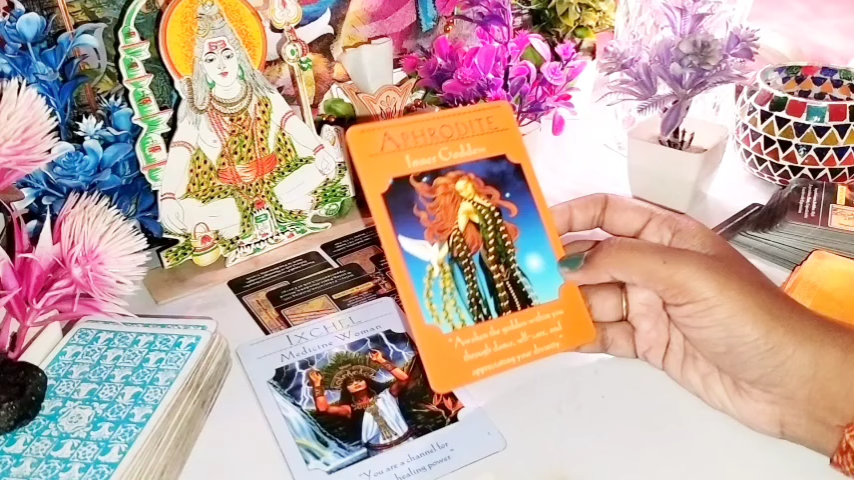 APHRODITE
Inner Goddess
"Awaken the goddess within you
through dance, self-care, and
appreciating your divinity"
IXCHEL
Medicine Woman
"You are a channel for
healing power"